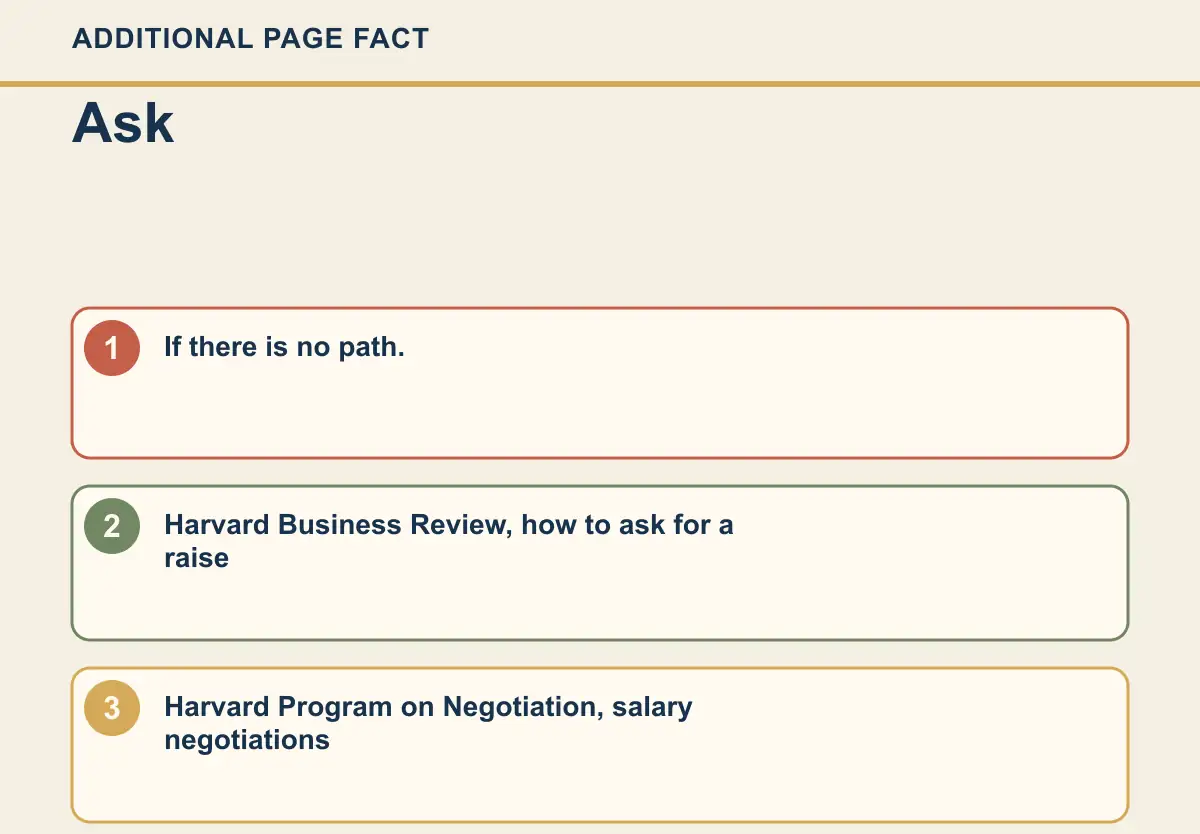 ADDITIONAL PAGE FACT
Ask
1
If there is no path.
2
Harvard Business Review, how to ask for a
raise
3
Harvard Program on Negotiation, salary
negotiations